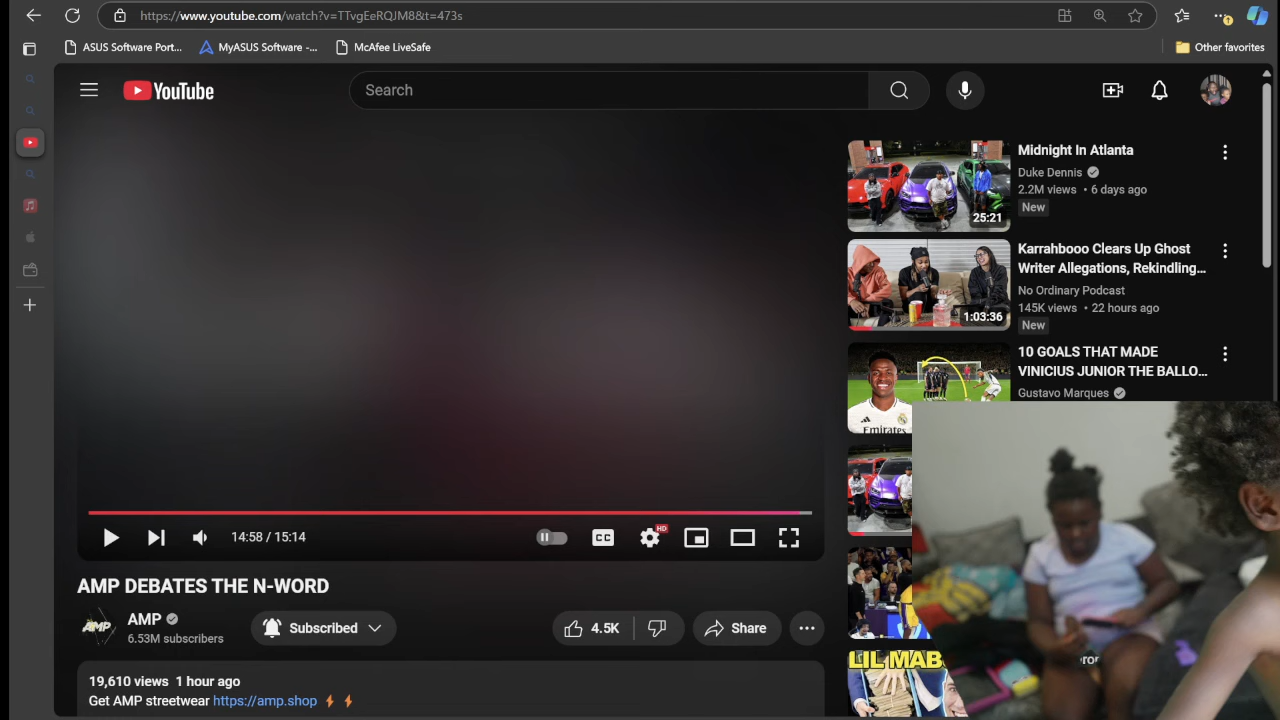 https://www.youtube.com/watch?v=TTvgEeRQJM8&t=473s
ASUS Software Port...
MyASUS Software -...
McAfee LiveSafe
Other favorites
YouTube
Search
Midnight In Atlanta
Duke Dennis
2.2M views • 6 days ago
New
25:21
Karrahbooo Clears Up Ghost
Writer Allegations, Rekindling...
No Ordinary Podcast
145K views • 22 hours ago
New
1:03:36
10 GOALS THAT MADE
VINICIUS JUNIOR THE BALLO...
Gustavo Marques
Emirates
14:58 / 15:14
CC
HD
AMP DEBATES THE N-WORD
AMP
AMP
6.53M subscribers
Subscribed
4.5K
Share
LIL MAB
19,610 views 1 hour ago
Get AMP streetwear https://amp.shop